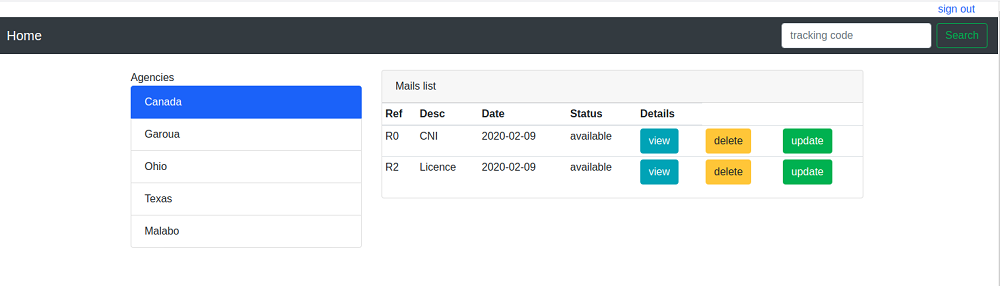 sign out
Home tracking code Search
Agencies
Canada
Garoua
Ohio
Texas
Malabo
Mails list
Ref Desc Date Status Details
R0 CNI 2020-02-09 available view delete update
R2 Licence 2020-02-09 available view delete update